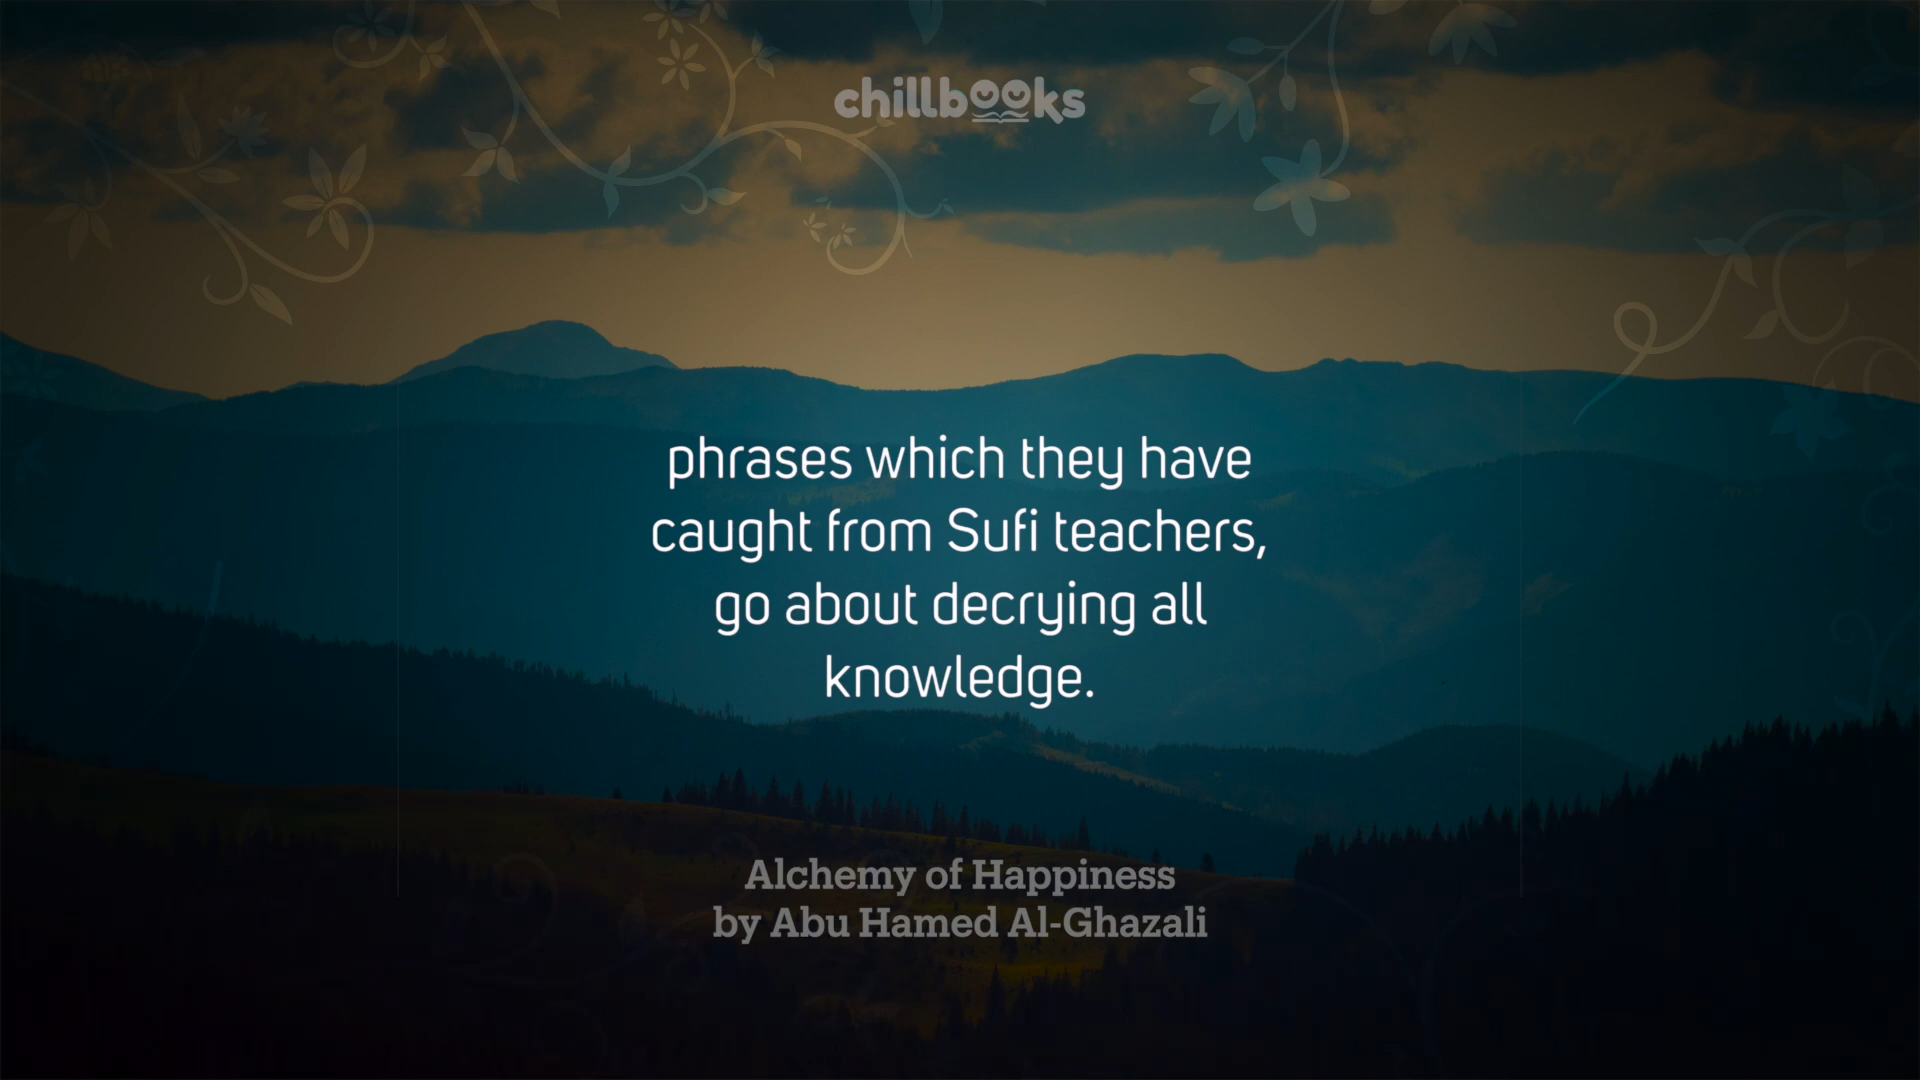 chillbooks
phrases which they have
caught from Sufi teachers,
go about decrying all
knowledge.
Alchemy of Happiness
by Abu Hamed Al-Ghazali